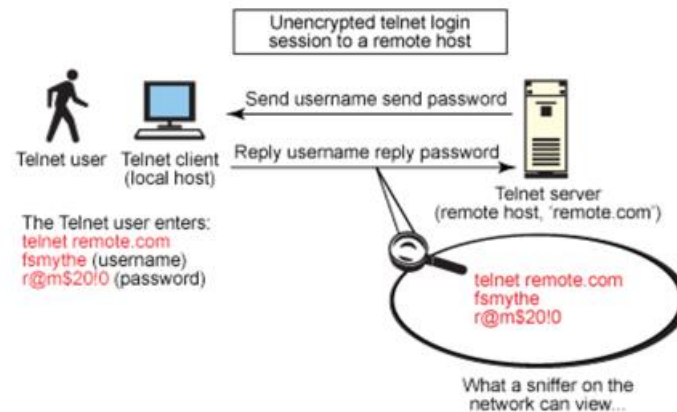 Unencrypted telnet login
session to a remote host
Send username send password
Reply username reply password
Telnet user
Telnet client
(local host)
Telnet server
(remote host, 'remote.com')
The Telnet user enters:
telnet remote.com
fsmythe (username)
r@m$20!0 (password)
telnet remote.com
fsmythe
r@m$20!0
What a sniffer on the
network can view...